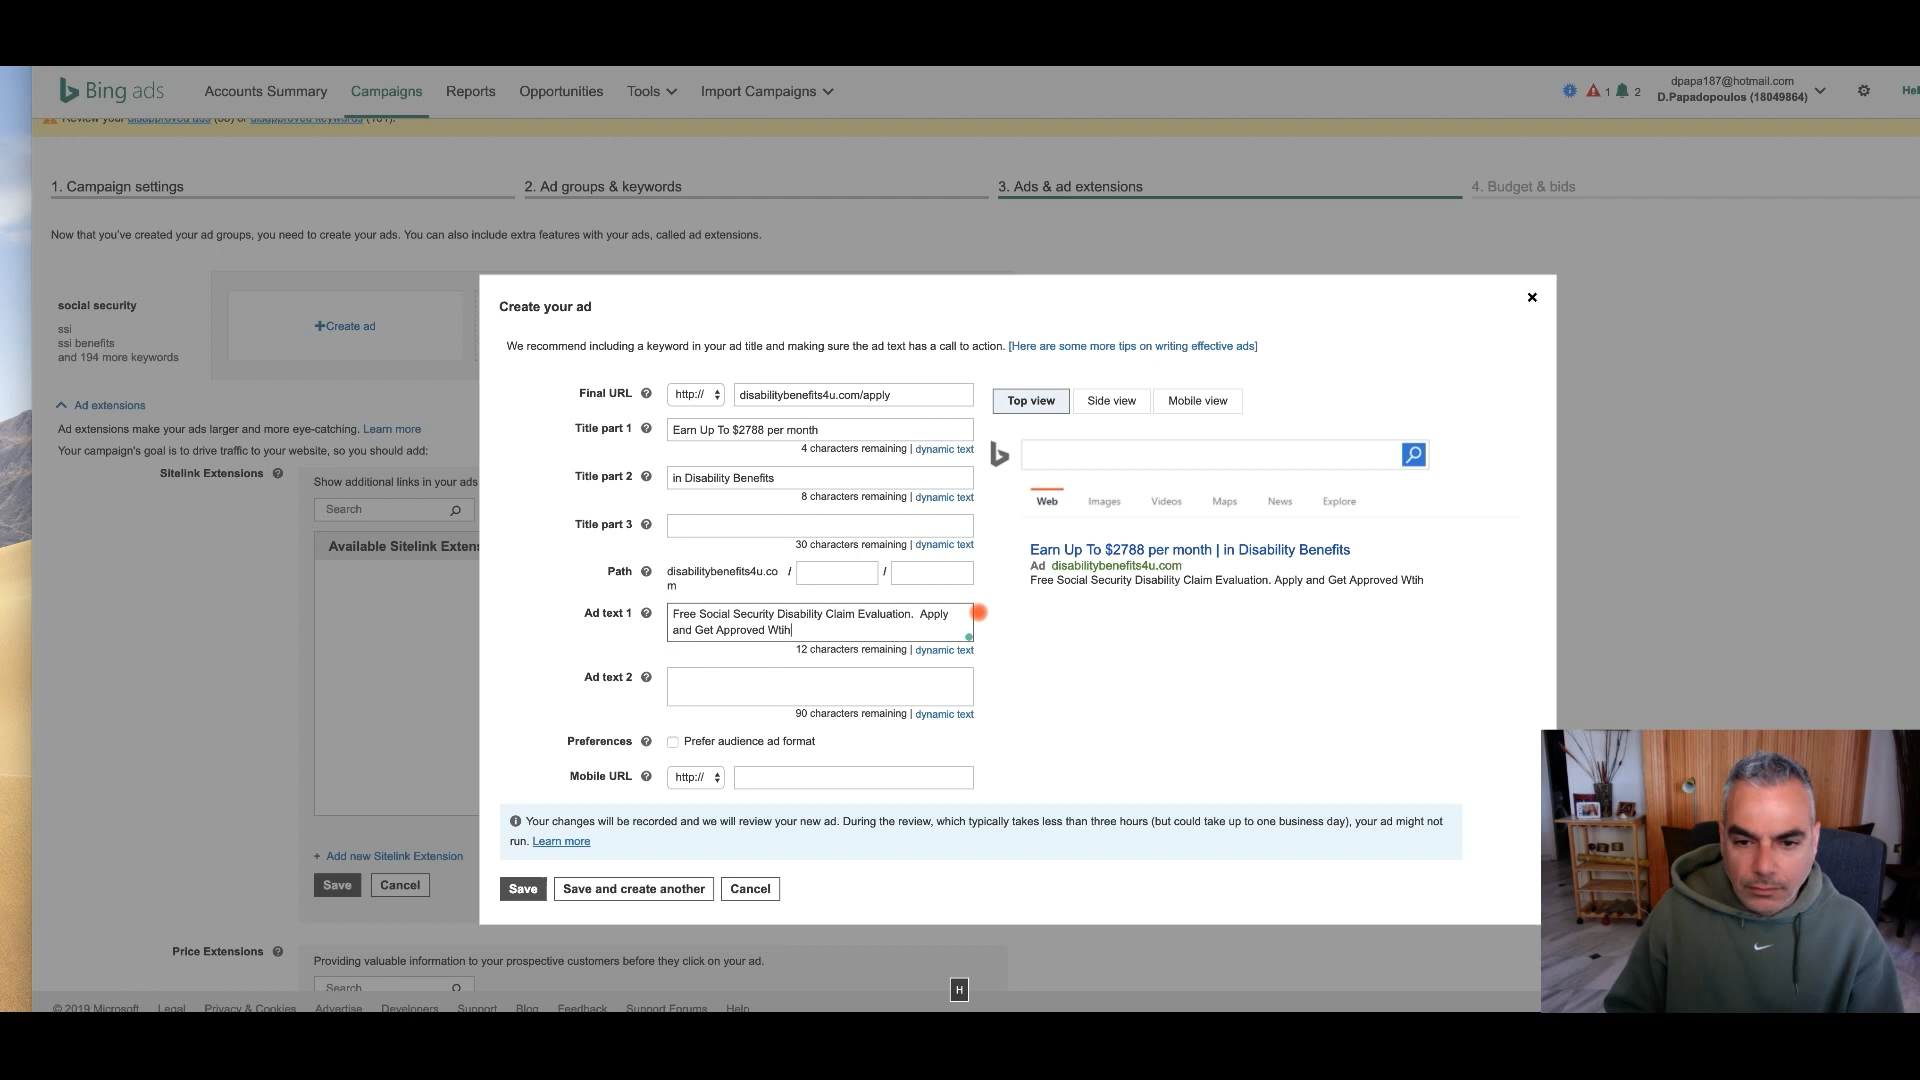 Bing ads
Accounts Summary
Campaigns
Reports
Opportunities
Tools
Import Campaigns
1
2
dpapa187@hotmail.com
D.Papadopoulos (18049864)
Review your disapproved ads
disapproved keywords
1. Campaign settings
2. Ad groups & keywords
3. Ads & ad extensions
4. Budget & bids
Now that you've created your ad groups, you need to create your ads. You can also include extra features with your ads, called ad extensions.
social security
ssi
ssi benefits
and 194 more keywords
+Create ad
Ad extensions
Ad extensions make your ads larger and more eye-catching. Learn more
Your campaign's goal is to drive traffic to your website, so you should add:
Sitelink Extensions
Show additional links in your ads
Search
Available Sitelink Exten
+ Add new Sitelink Extension
Save
Cancel
Price Extensions
Providing valuable information to your prospective customers before they click on your ad.
Search
Create your ad
We recommend including a keyword in your ad title and making sure the ad text has a call to action. [Here are some more tips on writing effective ads]
Final URL
http://
disabilitybenefits4u.com/apply
Title part 1
Earn Up To $2788 per month
4 characters remaining | dynamic text
Title part 2
in Disability Benefits
8 characters remaining | dynamic text
Title part 3
30 characters remaining | dynamic text
Path
disabilitybenefits4u.co / /
m
Ad text 1
Free Social Security Disability Claim Evaluation.  Apply
and Get Approved Wtih
12 characters remaining | dynamic text
Ad text 2
90 characters remaining | dynamic text
Preferences
Prefer audience ad format
Mobile URL
http://
Top view
Side view
Mobile view
Web
Images
Videos
Maps
News
Explore
Earn Up To $2788 per month | in Disability Benefits
Ad disabilitybenefits4u.com
Free Social Security Disability Claim Evaluation. Apply and Get Approved Wtih
Your changes will be recorded and we will review your new ad. During the review, which typically takes less than three hours (but could take up to one business day), your ad might not
run. Learn more
Save
Save and create another
Cancel
H
© 2019 Microsoft
Legal
Privacy & Cookies
Advertise
Developers
Support
Blog
Feedback
Support Forums
Help